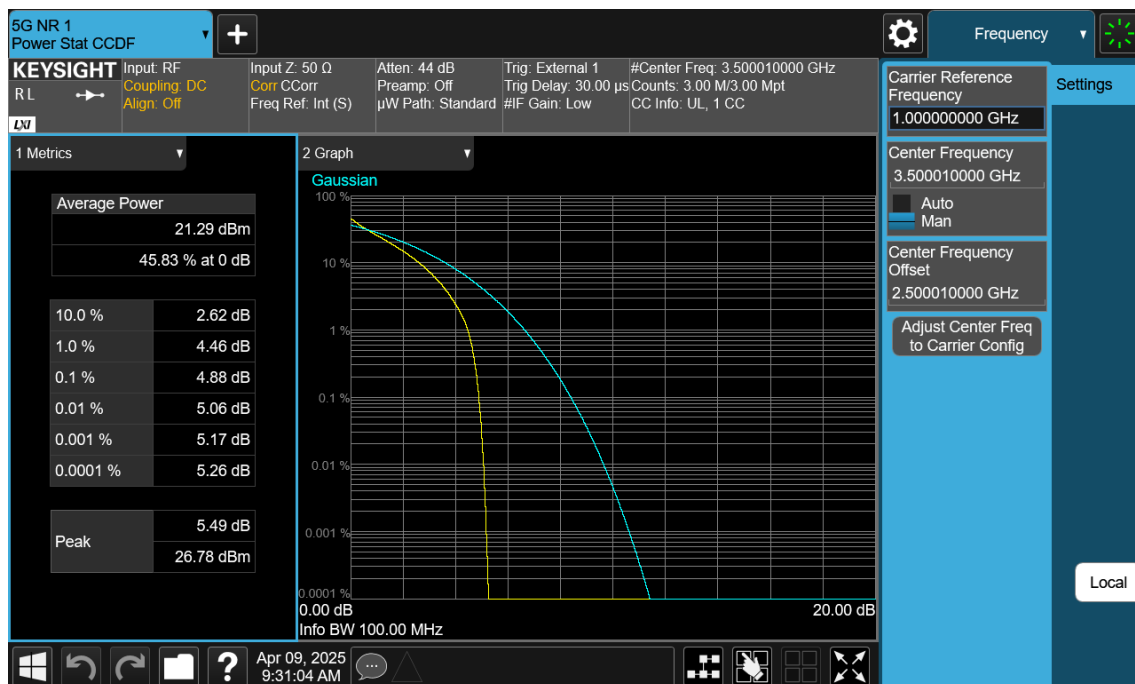 5G NR 1
Power Stat CCDF
+
Frequency
KEYSIGHT
R L
LXI
Input: RF
Coupling: DC
Align: Off
Input Z: 50 Ω
Corr CCorr
Freq Ref: Int (S)
Atten: 44 dB
Preamp: Off
µW Path: Standard
Trig: External 1
Trig Delay: 30.00 µs
#IF Gain: Low
#Center Freq: 3.500010000 GHz
Counts: 3.00 M/3.00 Mpt
CC Info: UL, 1 CC
Carrier Reference
Frequency
1.000000000 GHz
Center Frequency
3.500010000 GHz
Auto
Man
Center Frequency
Offset
2.500010000 GHz
Adjust Center Freq
to Carrier Config
Settings
Local
1 Metrics
Average Power
21.29 dBm
45.83 % at 0 dB
10.0 % 2.62 dB
1.0 % 4.46 dB
0.1 % 4.88 dB
0.01 % 5.06 dB
0.001 % 5.17 dB
0.0001 % 5.26 dB
Peak
5.49 dB
26.78 dBm
2 Graph
Gaussian
100 %
10 %
1 %
0.1 %
0.01 %
0.001 %
0.0001 %
0.00 dB 20.00 dB
Info BW 100.00 MHz
?
Apr 09, 2025
9:31:04 AM